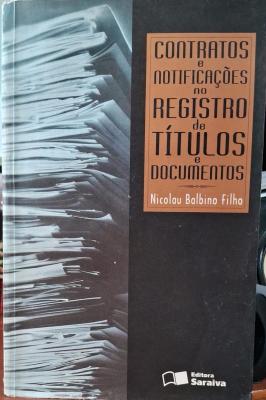 CONTRATOS
e
NOTIFICAÇÕES
no
REGISTRO
de
TÍTULOS
e
DOCUMENTOS
Nicolau Balbino Filho
Editora
Saraiva